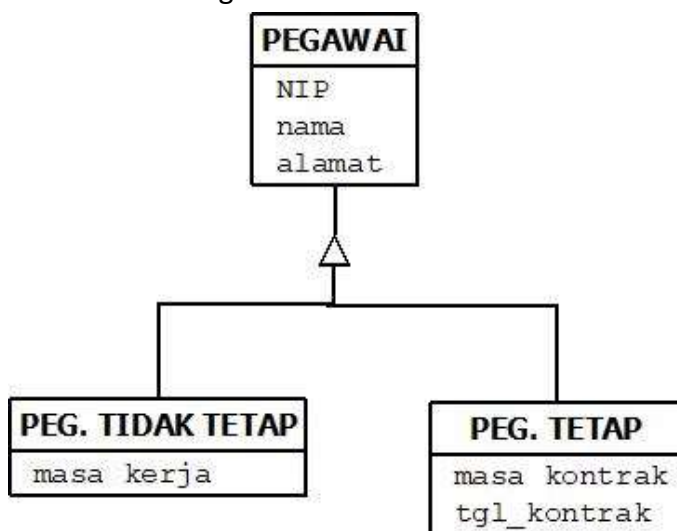 PEGAWAI
NIP
nama
alamat
PEG. TIDAK TETAP
masa kerja
PEG. TETAP
masa kontrak
tgl_kontrak